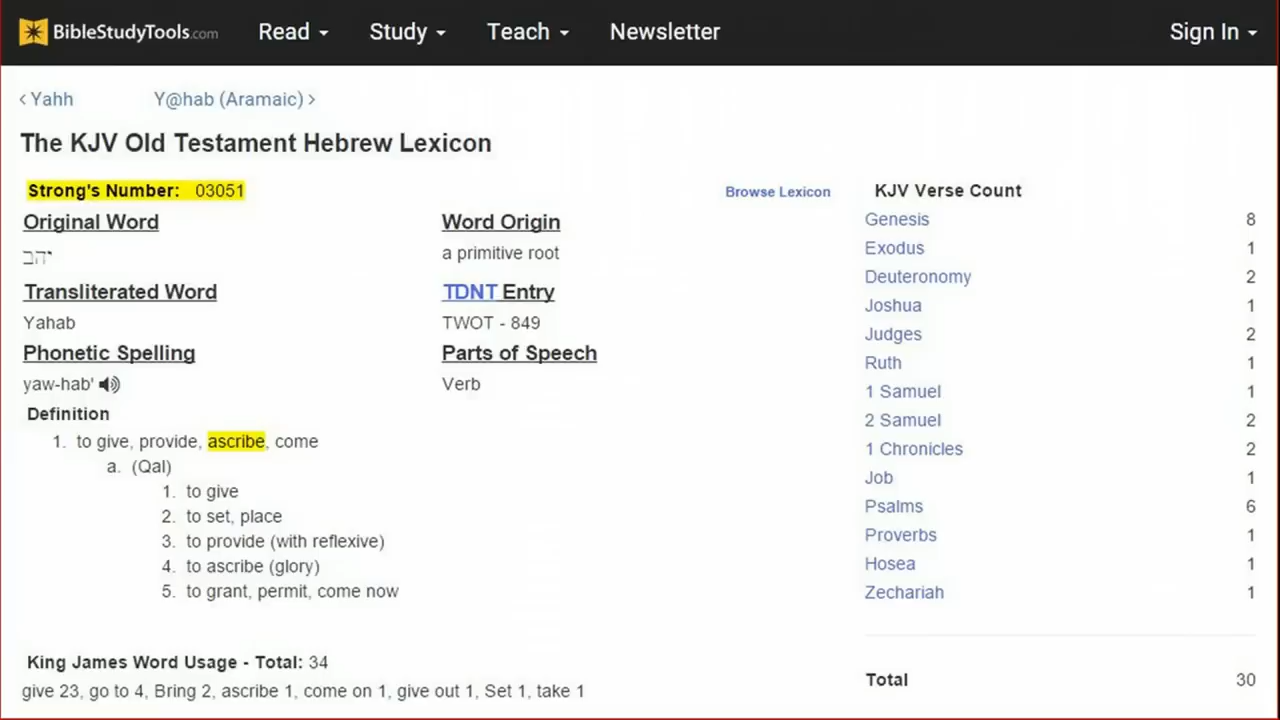 BIBLESTUDYTOOLS.com Read Study Teach Newsletter Sign In
‹ Yahh Y@hab (Aramaic) ›
The KJV Old Testament Hebrew Lexicon
Strong's Number: 03051
Browse Lexicon
Original Word Word Origin
יהב a primitive root
Transliterated Word TDNT Entry
Yahab TWOT - 849
Phonetic Spelling Parts of Speech
yaw-hab' Verb
Definition
1. to give, provide, ascribe, come
a. (Qal)
1. to give
2. to set, place
3. to provide (with reflexive)
4. to ascribe (glory)
5. to grant, permit, come now
King James Word Usage - Total: 34
give 23, go to 4, Bring 2, ascribe 1, come on 1, give out 1, Set 1, take 1
KJV Verse Count
Genesis 8
Exodus 1
Deuteronomy 2
Joshua 1
Judges 2
Ruth 1
1 Samuel 1
2 Samuel 2
1 Chronicles 2
Job 1
Psalms 6
Proverbs 1
Hosea 1
Zechariah 1
Total 30